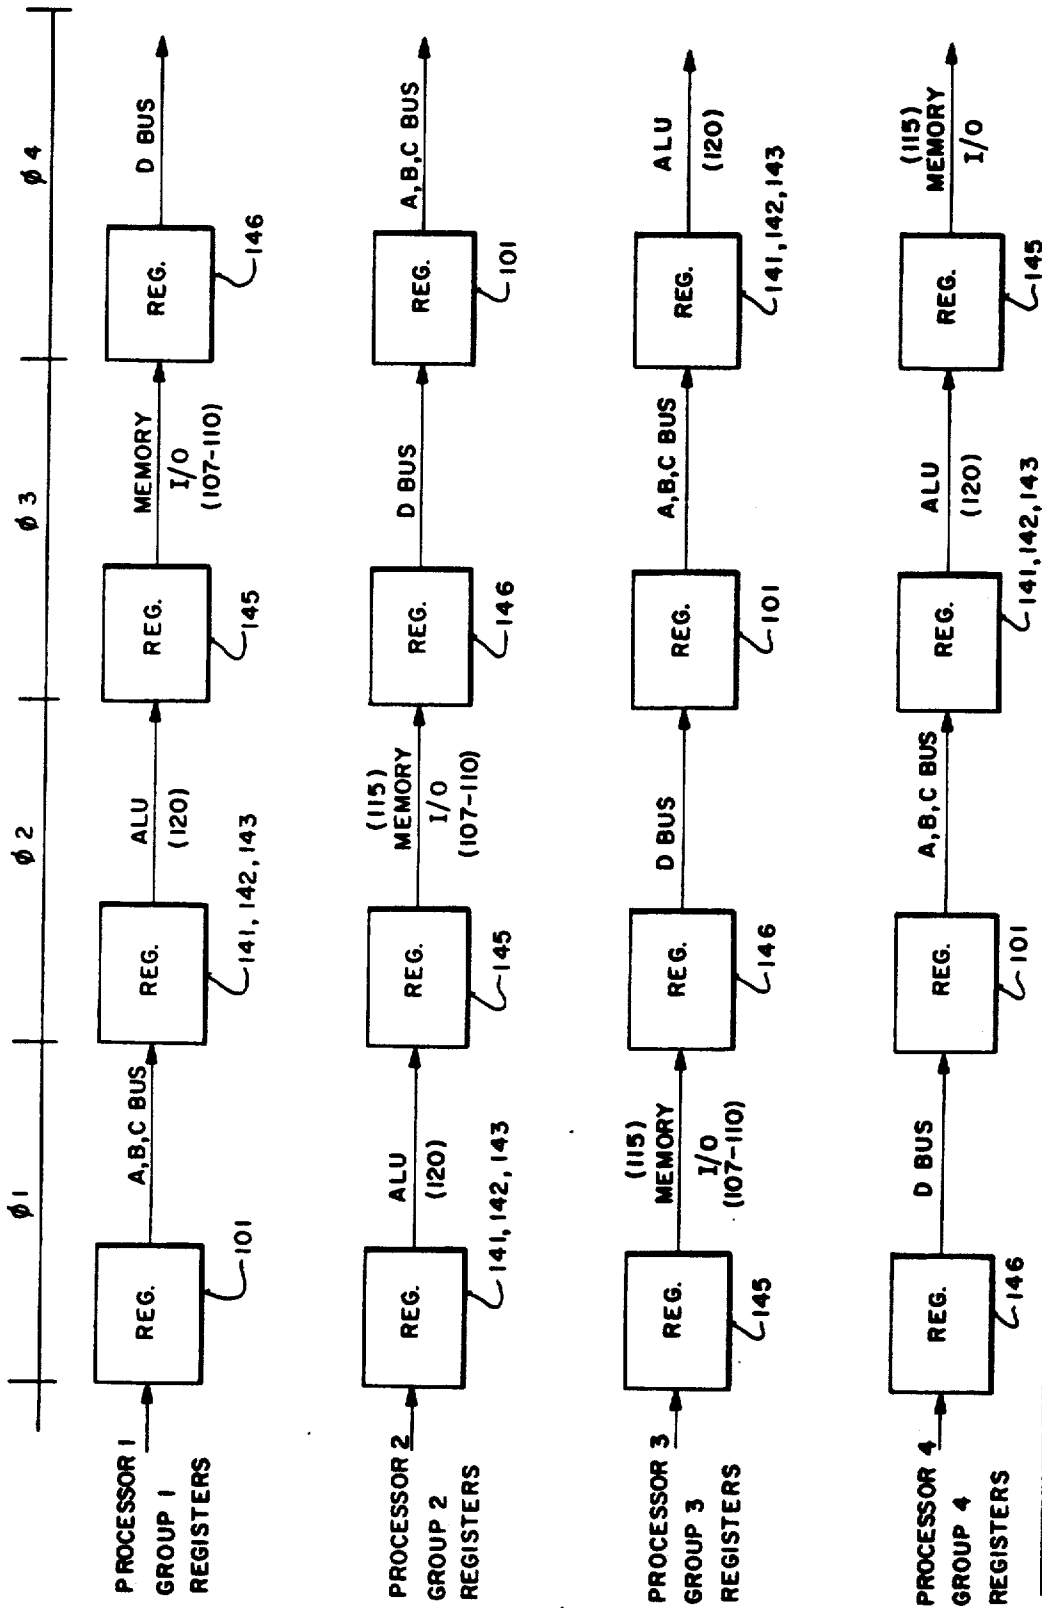 ø1
ø2
ø3
ø4
PROCESSOR 1
GROUP 1
REGISTERS
REG.
101
A,B,C BUS
REG.
141,142,143
ALU
(120)
REG.
145
MEMORY
I/O
(107-110)
REG.
146
D BUS
PROCESSOR 2
GROUP 2
REGISTERS
REG.
141,142,143
ALU
(120)
REG.
145
(115)
MEMORY
I/O
(107-110)
REG.
146
D BUS
REG.
101
A,B,C BUS
PROCESSOR 3
GROUP 3
REGISTERS
REG.
145
(115)
MEMORY
I/O
(107-110)
REG.
146
D BUS
REG.
101
A,B,C BUS
REG.
141,142,143
ALU
(120)
PROCESSOR 4
GROUP 4
REGISTERS
REG.
146
D BUS
REG.
101
A,B,C BUS
REG.
141,142,143
ALU
(120)
REG.
145
(115)
MEMORY
I/O